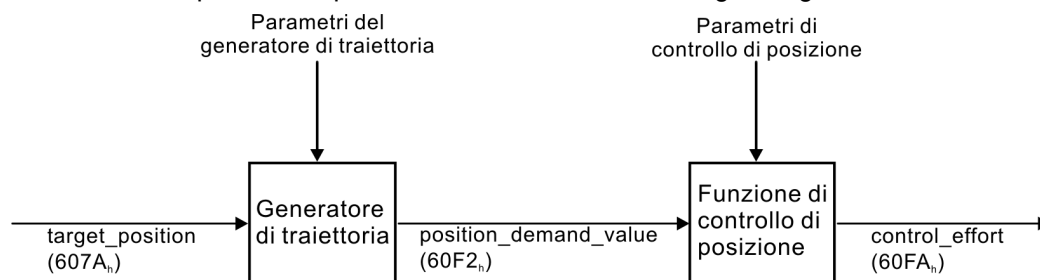 Parametri del
generatore di traiettoria
Parametri di
controllo di posizione
Generatore
di traiettoria
Funzione di
controllo di
posizione
target_position
(607Aₕ)
position_demand_value
(60F2ₕ)
control_effort
(60FAₕ)